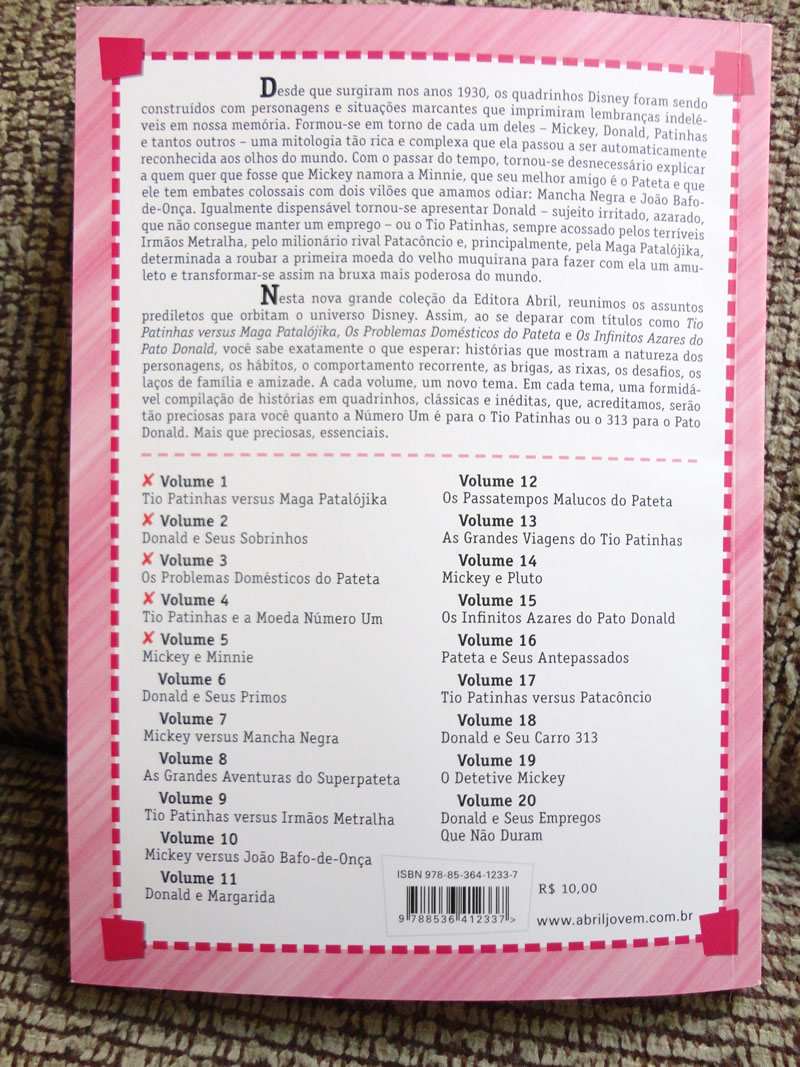 Desde que surgiram nos anos 1930, os quadrinhos Disney foram sendo
construídos com personagens e situações marcantes que imprimiram lembranças indelé-
veis em nossa memória. Formou-se em torno de cada um deles – Mickey, Donald, Patinhas
e tantos outros – uma mitologia tão rica e complexa que ela passou a ser automaticamente
reconhecida aos olhos do mundo. Com o passar do tempo, tornou-se desnecessário explicar
a quem quer que fosse que Mickey namora a Minnie, que seu melhor amigo é o Pateta e que
ele tem embates colossais com dois vilões que amamos odiar: Mancha Negra e João Bafo-
de-Onça. Igualmente dispensável tornou-se apresentar Donald – sujeito irritado, azarado,
que não consegue manter um emprego – ou o Tio Patinhas, sempre acossado pelos terríveis
Irmãos Metralha, pelo milionário rival Patacôncio e, principalmente, pela Maga Patalójika,
determinada a roubar a primeira moeda do velho muquirana para fazer com ela um amu-
leto e transformar-se assim na bruxa mais poderosa do mundo.
Nesta nova grande coleção da Editora Abril, reunimos os assuntos
prediletos que orbitam o universo Disney. Assim, ao se deparar com títulos como Tio
Patinhas versus Maga Patalójika, Os Problemas Domésticos do Pateta e Os Infinitos Azares do
Pato Donald, você sabe exatamente o que esperar: histórias que mostram a natureza dos
personagens, os hábitos, o comportamento recorrente, as brigas, as rixas, os desafios, os
laços de família e amizade. A cada volume, um novo tema. Em cada tema, uma formidá-
vel compilação de histórias em quadrinhos, clássicas e inéditas, que, acreditamos, serão
tão preciosas para você quanto a Número Um é para o Tio Patinhas ou o 313 para o Pato
Donald. Mais que preciosas, essenciais.
✘ Volume 1
Tio Patinhas versus Maga Patalójika
✘ Volume 2
Donald e Seus Sobrinhos
✘ Volume 3
Os Problemas Domésticos do Pateta
✘ Volume 4
Tio Patinhas e a Moeda Número Um
✘ Volume 5
Mickey e Minnie
Volume 6
Donald e Seus Primos
Volume 7
Mickey versus Mancha Negra
Volume 8
As Grandes Aventuras do Superpateta
Volume 9
Tio Patinhas versus Irmãos Metralha
Volume 10
Mickey versus João Bafo-de-Onça
Volume 11
Donald e Margarida
Volume 12
Os Passatempos Malucos do Pateta
Volume 13
As Grandes Viagens do Tio Patinhas
Volume 14
Mickey e Pluto
Volume 15
Os Infinitos Azares do Pato Donald
Volume 16
Pateta e Seus Antepassados
Volume 17
Tio Patinhas versus Patacôncio
Volume 18
Donald e Seu Carro 313
Volume 19
O Detetive Mickey
Volume 20
Donald e Seus Empregos
Que Não Duram
ISBN 978-85-364-1233-7
9 788536 412337>
R$ 10,00
www.abriljovem.com.br